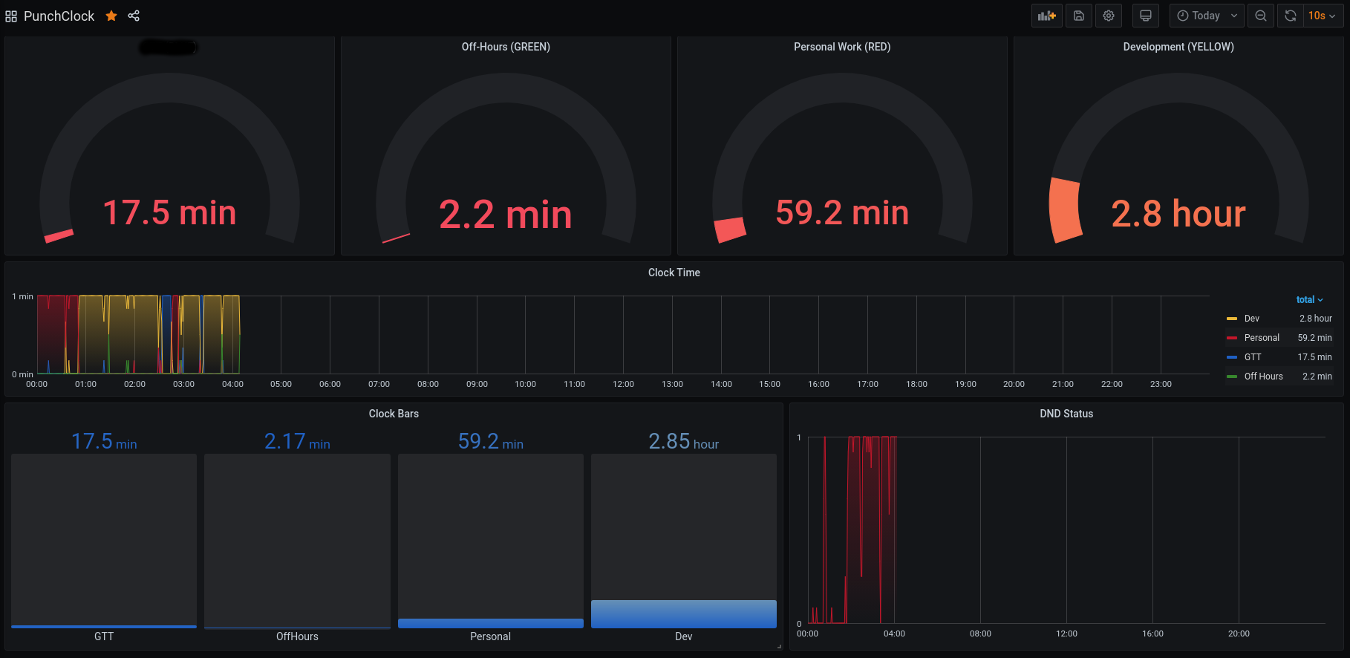 PunchClock
Today
10s
Off-Hours (GREEN)
Personal Work (RED)
Development (YELLOW)
17.5 min
2.2 min
59.2 min
2.8 hour
Clock Time
1 min
0 min
00:00 01:00 02:00 03:00 04:00 05:00 06:00 07:00 08:00 09:00 10:00 11:00 12:00 13:00 14:00 15:00 16:00 17:00 18:00 19:00 20:00 21:00 22:00 23:00
total
Dev 2.8 hour
Personal 59.2 min
GTT 17.5 min
Off Hours 2.2 min
Clock Bars
17.5 min
2.17 min
59.2 min
2.85 hour
GTT
OffHours
Personal
Dev
DND Status
1
0
00:00 04:00 08:00 12:00 16:00 20:00